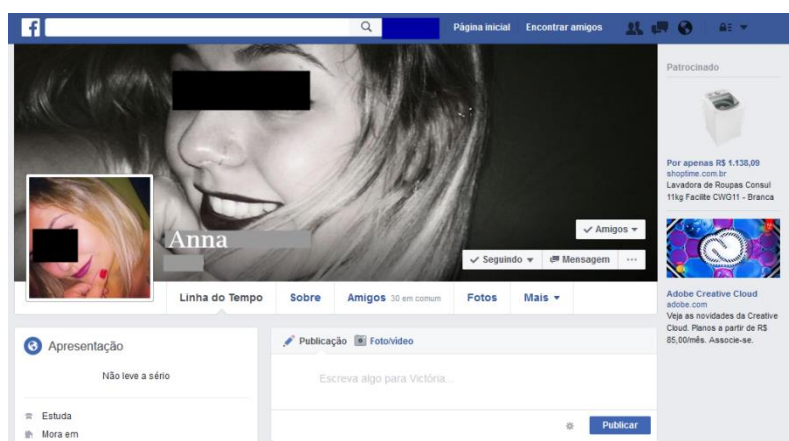 f
Página inicial
Encontrar amigos
Anna
Amigos
Seguindo
Mensagem
...
Linha do Tempo
Sobre
Amigos 30 em comum
Fotos
Mais
Patrocinado
Por apenas R$ 1.138,09
shoptime.com.br
Lavadora de Roupas Consul
11kg Facilite CWG11 - Branca
Adobe Creative Cloud
adobe.com
Veja as novidades da Creative
Cloud. Planos a partir de R$
85,00/mês. Associe-se.
Apresentação
Não leve a sério
Estuda
Mora em
Publicação
Foto/vídeo
Escreva algo para Victória...
Publicar